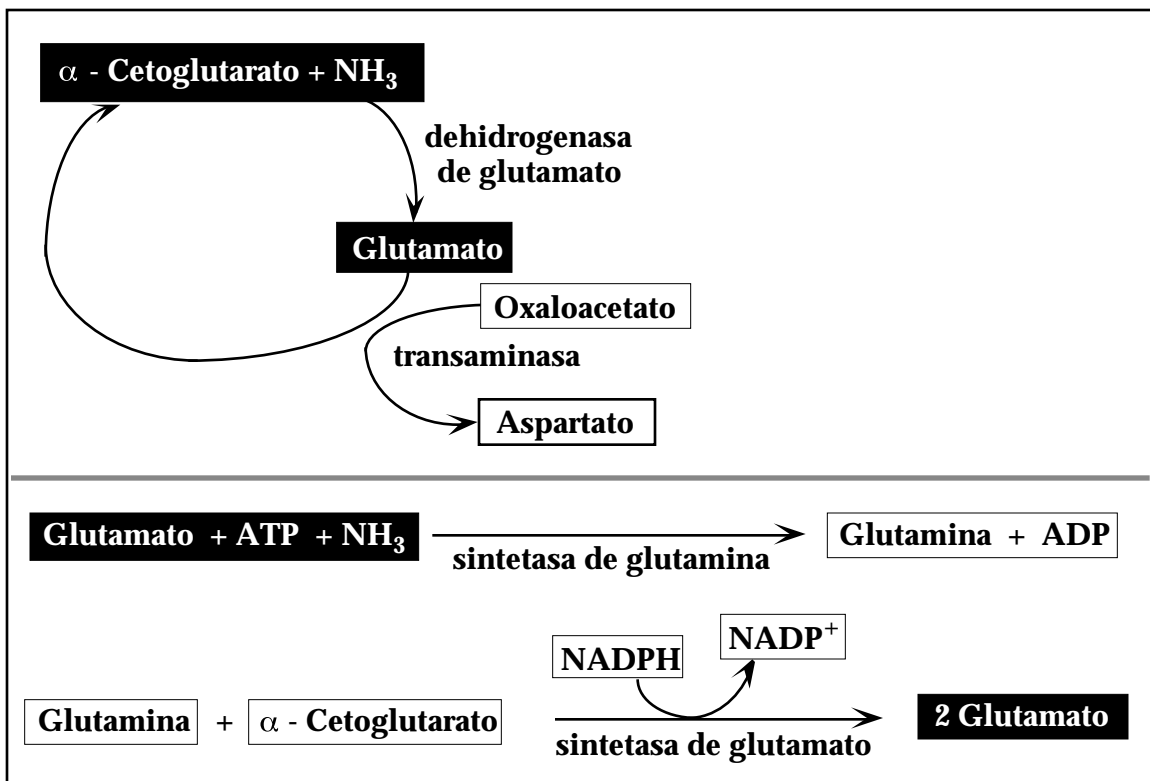 α - Cetoglutarato + NH₃
dehidrogenasa
de glutamato
Glutamato
Oxaloacetato
transaminasa
Aspartato
Glutamato + ATP + NH₃
sintetasa de glutamina
Glutamina + ADP
NADPH
NADP⁺
Glutamina + α - Cetoglutarato
sintetasa de glutamato
2 Glutamato